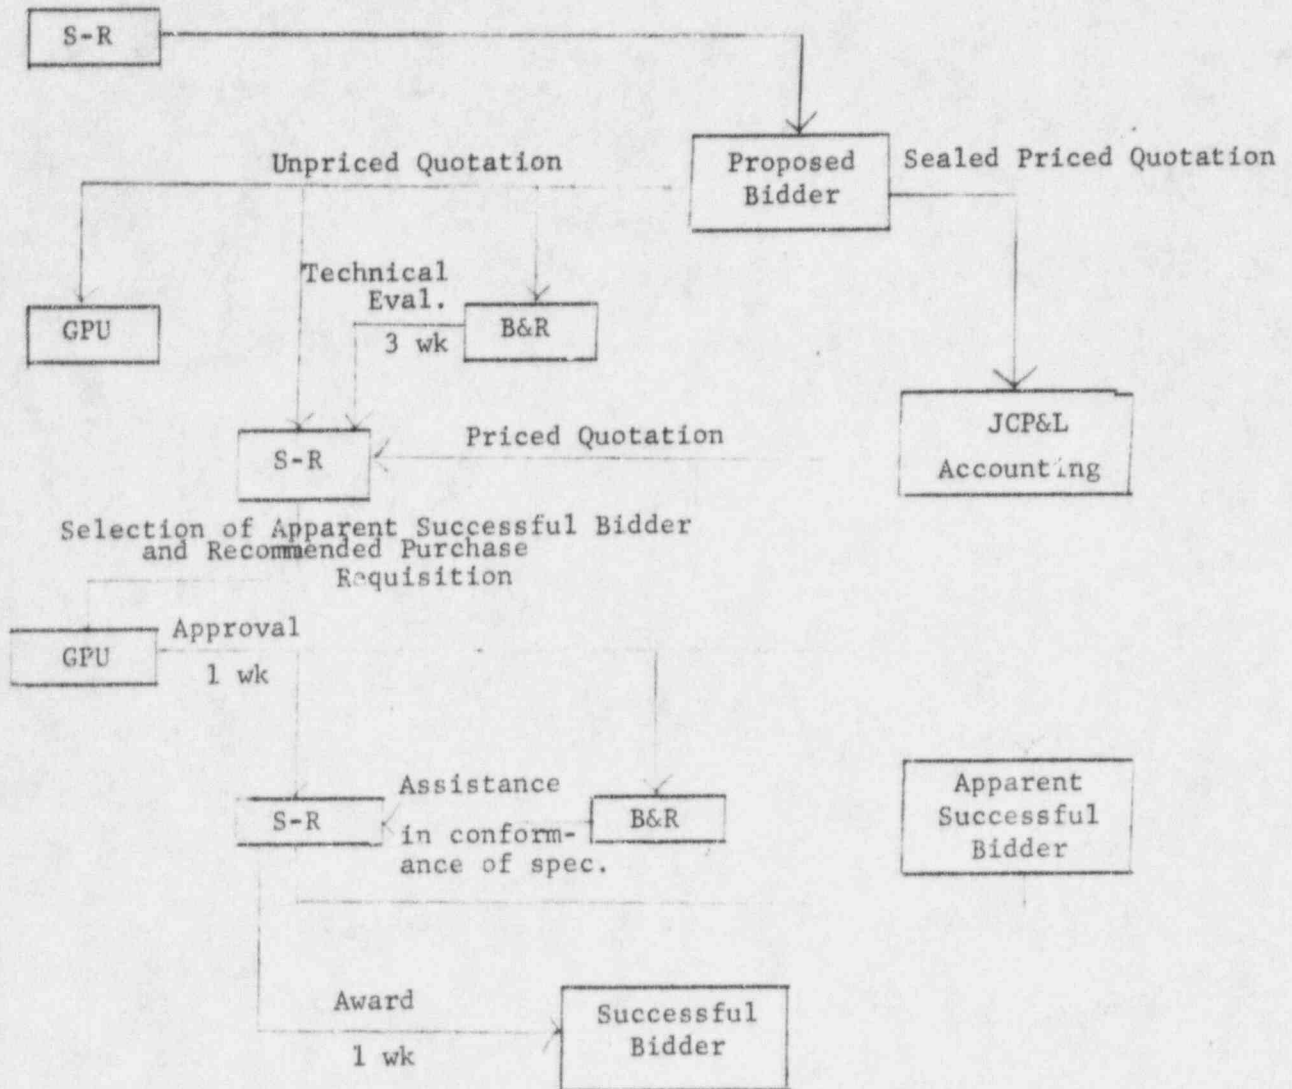 S-R
Unpriced Quotation
Proposed
Bidder
Sealed Priced Quotation
Technical
Eval.
3 wk
GPU
B&R
S-R
Priced Quotation
JCP&L
Accounting
Selection of Apparent Successful Bidder
and Recommended Purchase
Requisition
GPU
Approval
1 wk
S-R
Assistance
in conform-
ance of spec.
B&R
Apparent
Successful
Bidder
Award
1 wk
Successful
Bidder